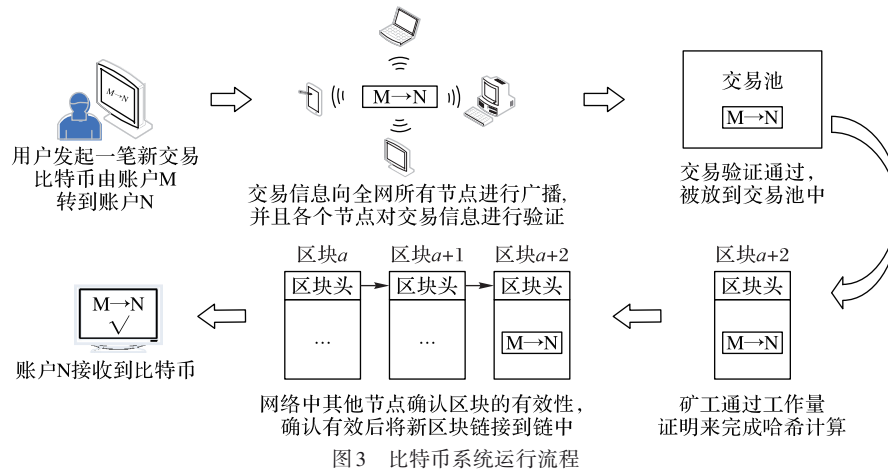 M→N
用户发起一笔新交易
比特币由账户M
转到账户N
M→N
交易信息向全网所有节点进行广播，
并且各个节点对交易信息进行验证
交易池
M→N
交易验证通过，
被放到交易池中
区块a+2
区块头
M→N
矿工通过工作量
证明来完成哈希计算
区块a 区块a+1 区块a+2
区块头 区块头 区块头
… … M→N
网络中其他节点确认区块的有效性，
确认有效后将新区块链接到链中
M→N
√
账户N接收到比特币
图3 比特币系统运行流程